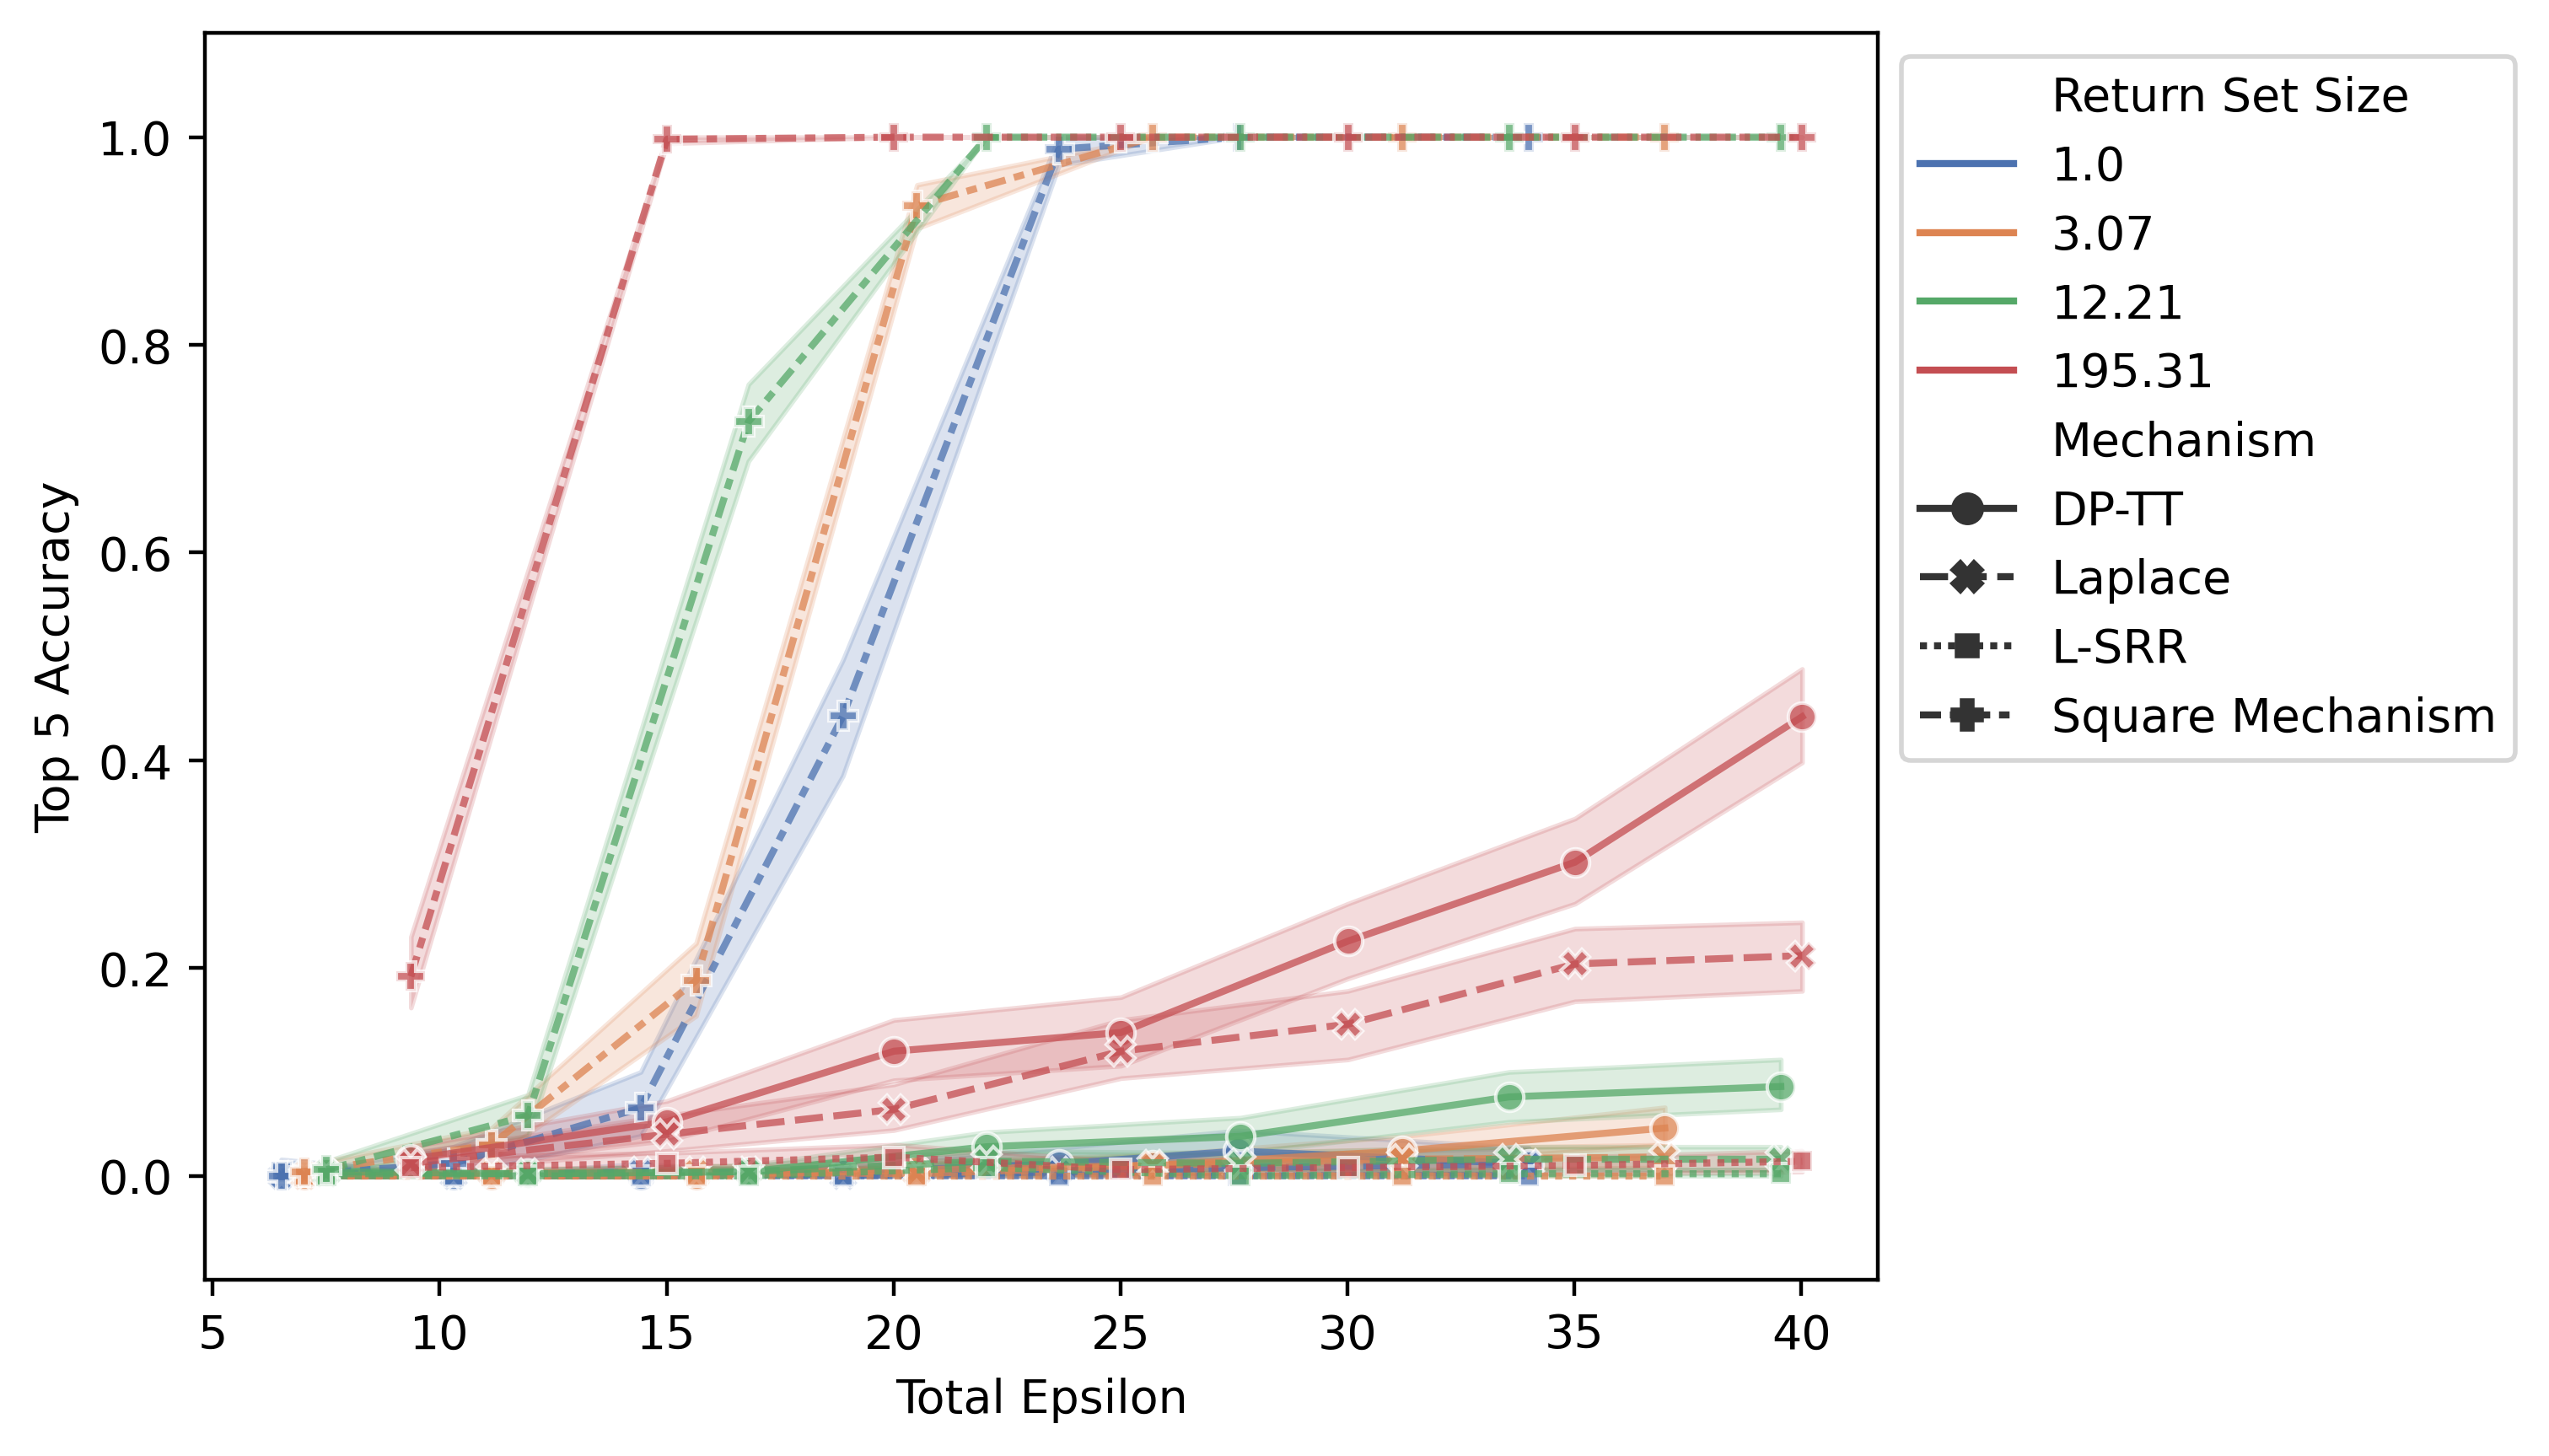 1.0
0.8
0.6
0.4
0.2
0.0
Top 5 Accuracy
5 10 15 20 25 30 35 40
Total Epsilon
Return Set Size
1.0
3.07
12.21
195.31
Mechanism
DP-TT
Laplace
L-SRR
Square Mechanism